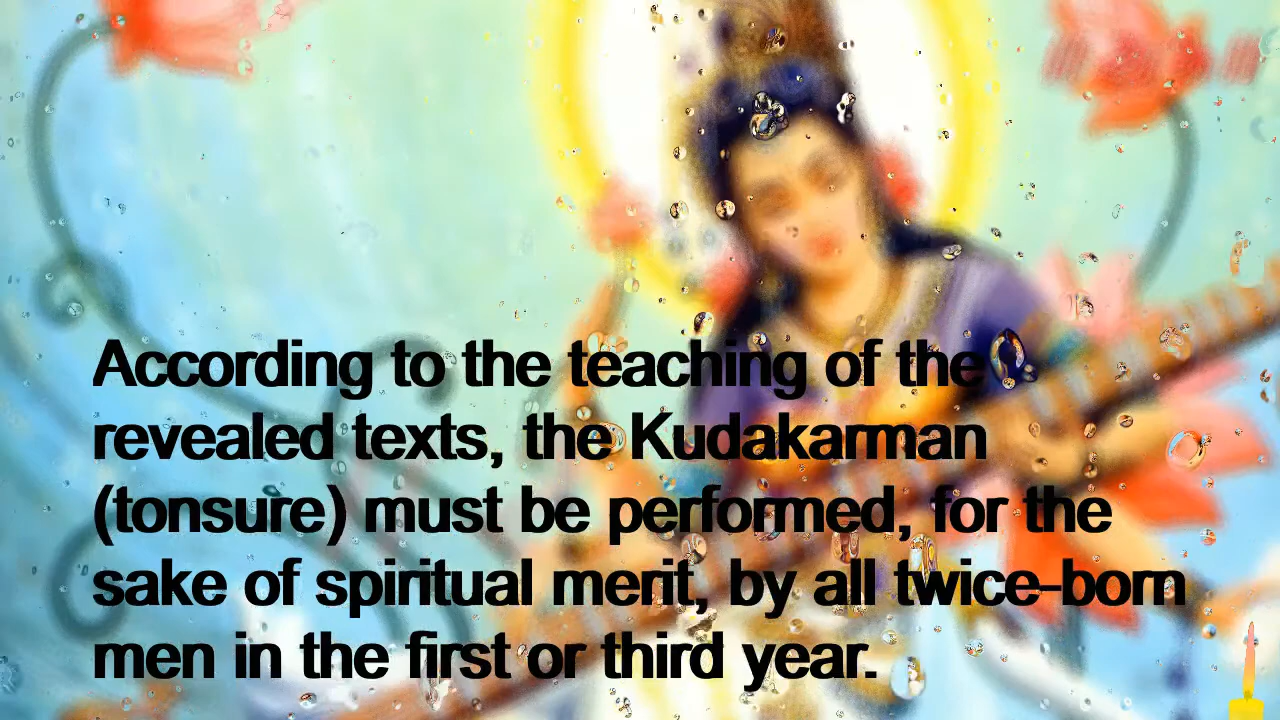 According to the teaching of the
revealed texts, the Kudakarman
(tonsure) must be performed, for the
sake of spiritual merit, by all twice-born
men in the first or third year.